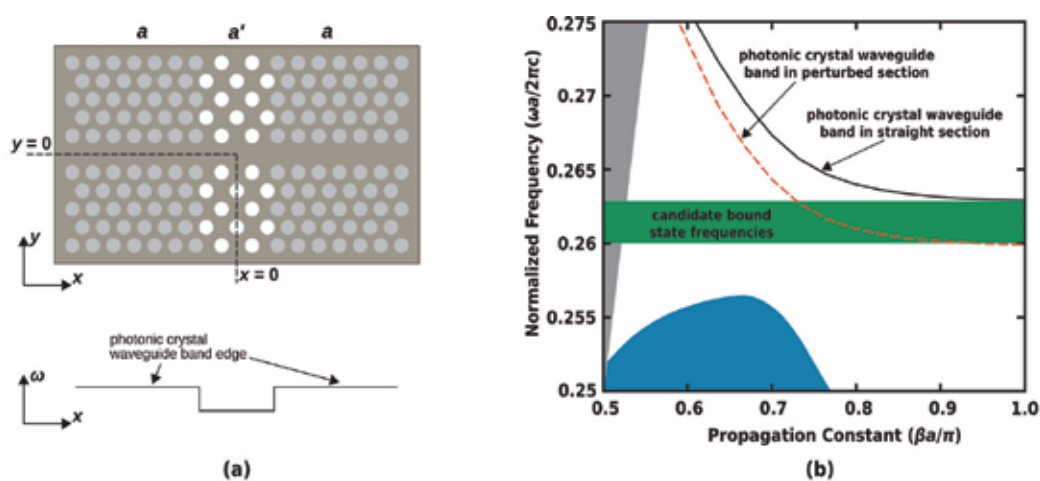 a a' a
y = 0
y
x
x = 0
photonic crystal
waveguide band edge
ω
x
(a)
(b)
Normalized Frequency (ωa/2πc)
0.275
0.27
0.265
0.26
0.255
0.25
photonic crystal waveguide
band in perturbed section
photonic crystal waveguide
band in straight section
candidate bound
state frequencies
0.5 0.6 0.7 0.8 0.9 1.0
Propagation Constant (βa/π)
(b)